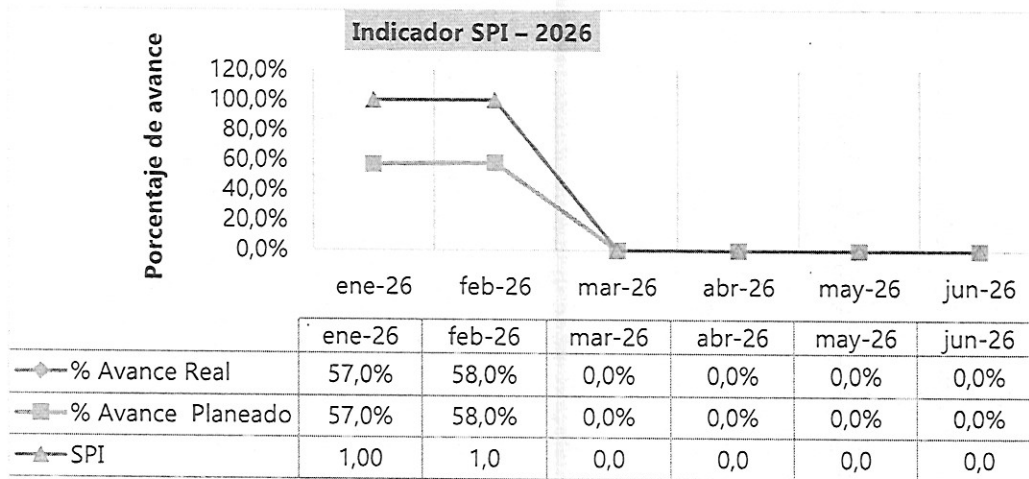 Indicador SPI – 2026
Porcentaje de avance
120,0%
100,0%
80,0%
60,0%
40,0%
20,0%
0,0%
ene-26 feb-26 mar-26 abr-26 may-26 jun-26
ene-26 feb-26 mar-26 abr-26 may-26 jun-26
% Avance Real 57,0% 58,0% 0,0% 0,0% 0,0% 0,0%
% Avance Planeado 57,0% 58,0% 0,0% 0,0% 0,0% 0,0%
SPI 1,00 1,0 0,0 0,0 0,0 0,0